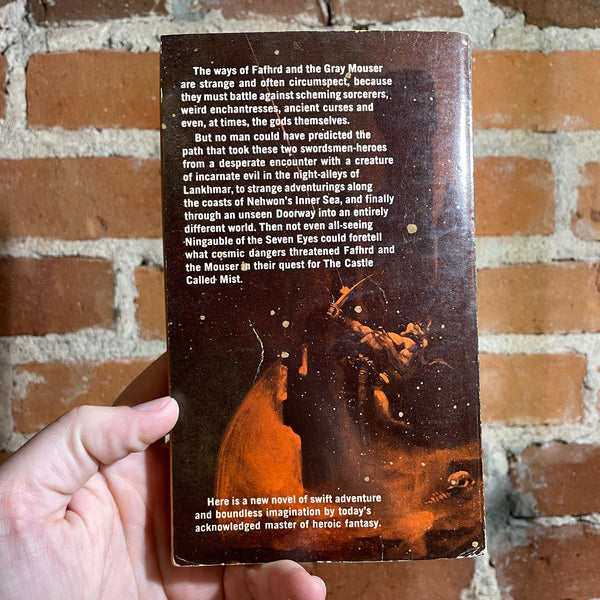 The ways of Fafhrd and the Gray Mouser
are strange and often circumspect, because
they must battle against scheming sorcerers,
weird enchantresses, ancient curses and
even, at times, the gods themselves.
But no man could have predicted the
path that took these two swordsmen-heroes
from a desperate encounter with a creature
of incarnate evil in the night-alleys of
Lankhmar, to strange adventurings along
the coasts of Nehwon's Inner Sea, and finally
through an unseen Doorway into an entirely
different world. Then not even all-seeing
Ningauble of the Seven Eyes could foretell
what cosmic dangers threatened Fafhrd and
the Mouser in their quest for The Castle
Called Mist.
Here is a new novel of swift adventure
and boundless imagination by today's
acknowledged master of heroic fantasy.